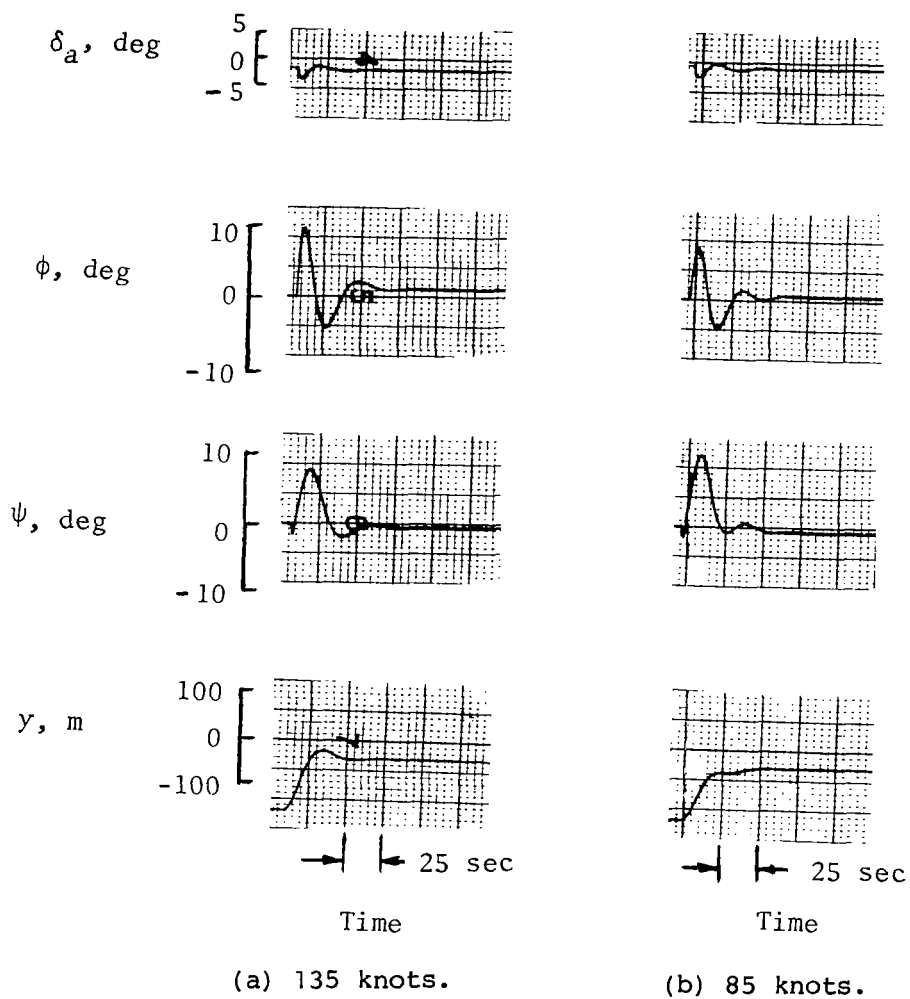 δa, deg
5
0
-5
ϕ, deg
10
0
-10
ψ, deg
10
0
-10
y, m
100
0
-100
25 sec
25 sec
Time
Time
(a) 135 knots.
(b) 85 knots.